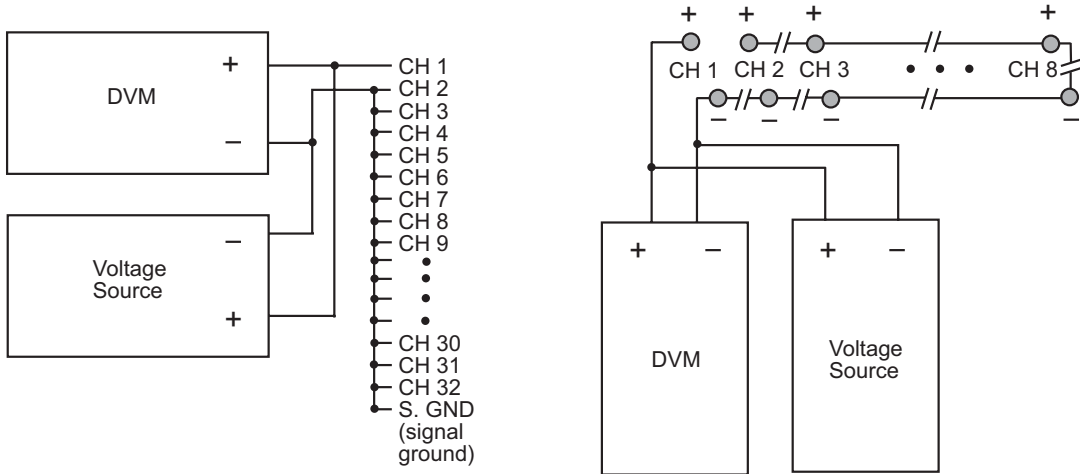 DVM
+
−
Voltage
Source
−
+
CH 1
CH 2
CH 3
CH 4
CH 5
CH 6
CH 7
CH 8
CH 9
CH 30
CH 31
CH 32
S. GND
(signal
ground)
+ + + +
CH 1 CH 2 CH 3 CH 8
− − − −
+ −
DVM
+ −
Voltage
Source